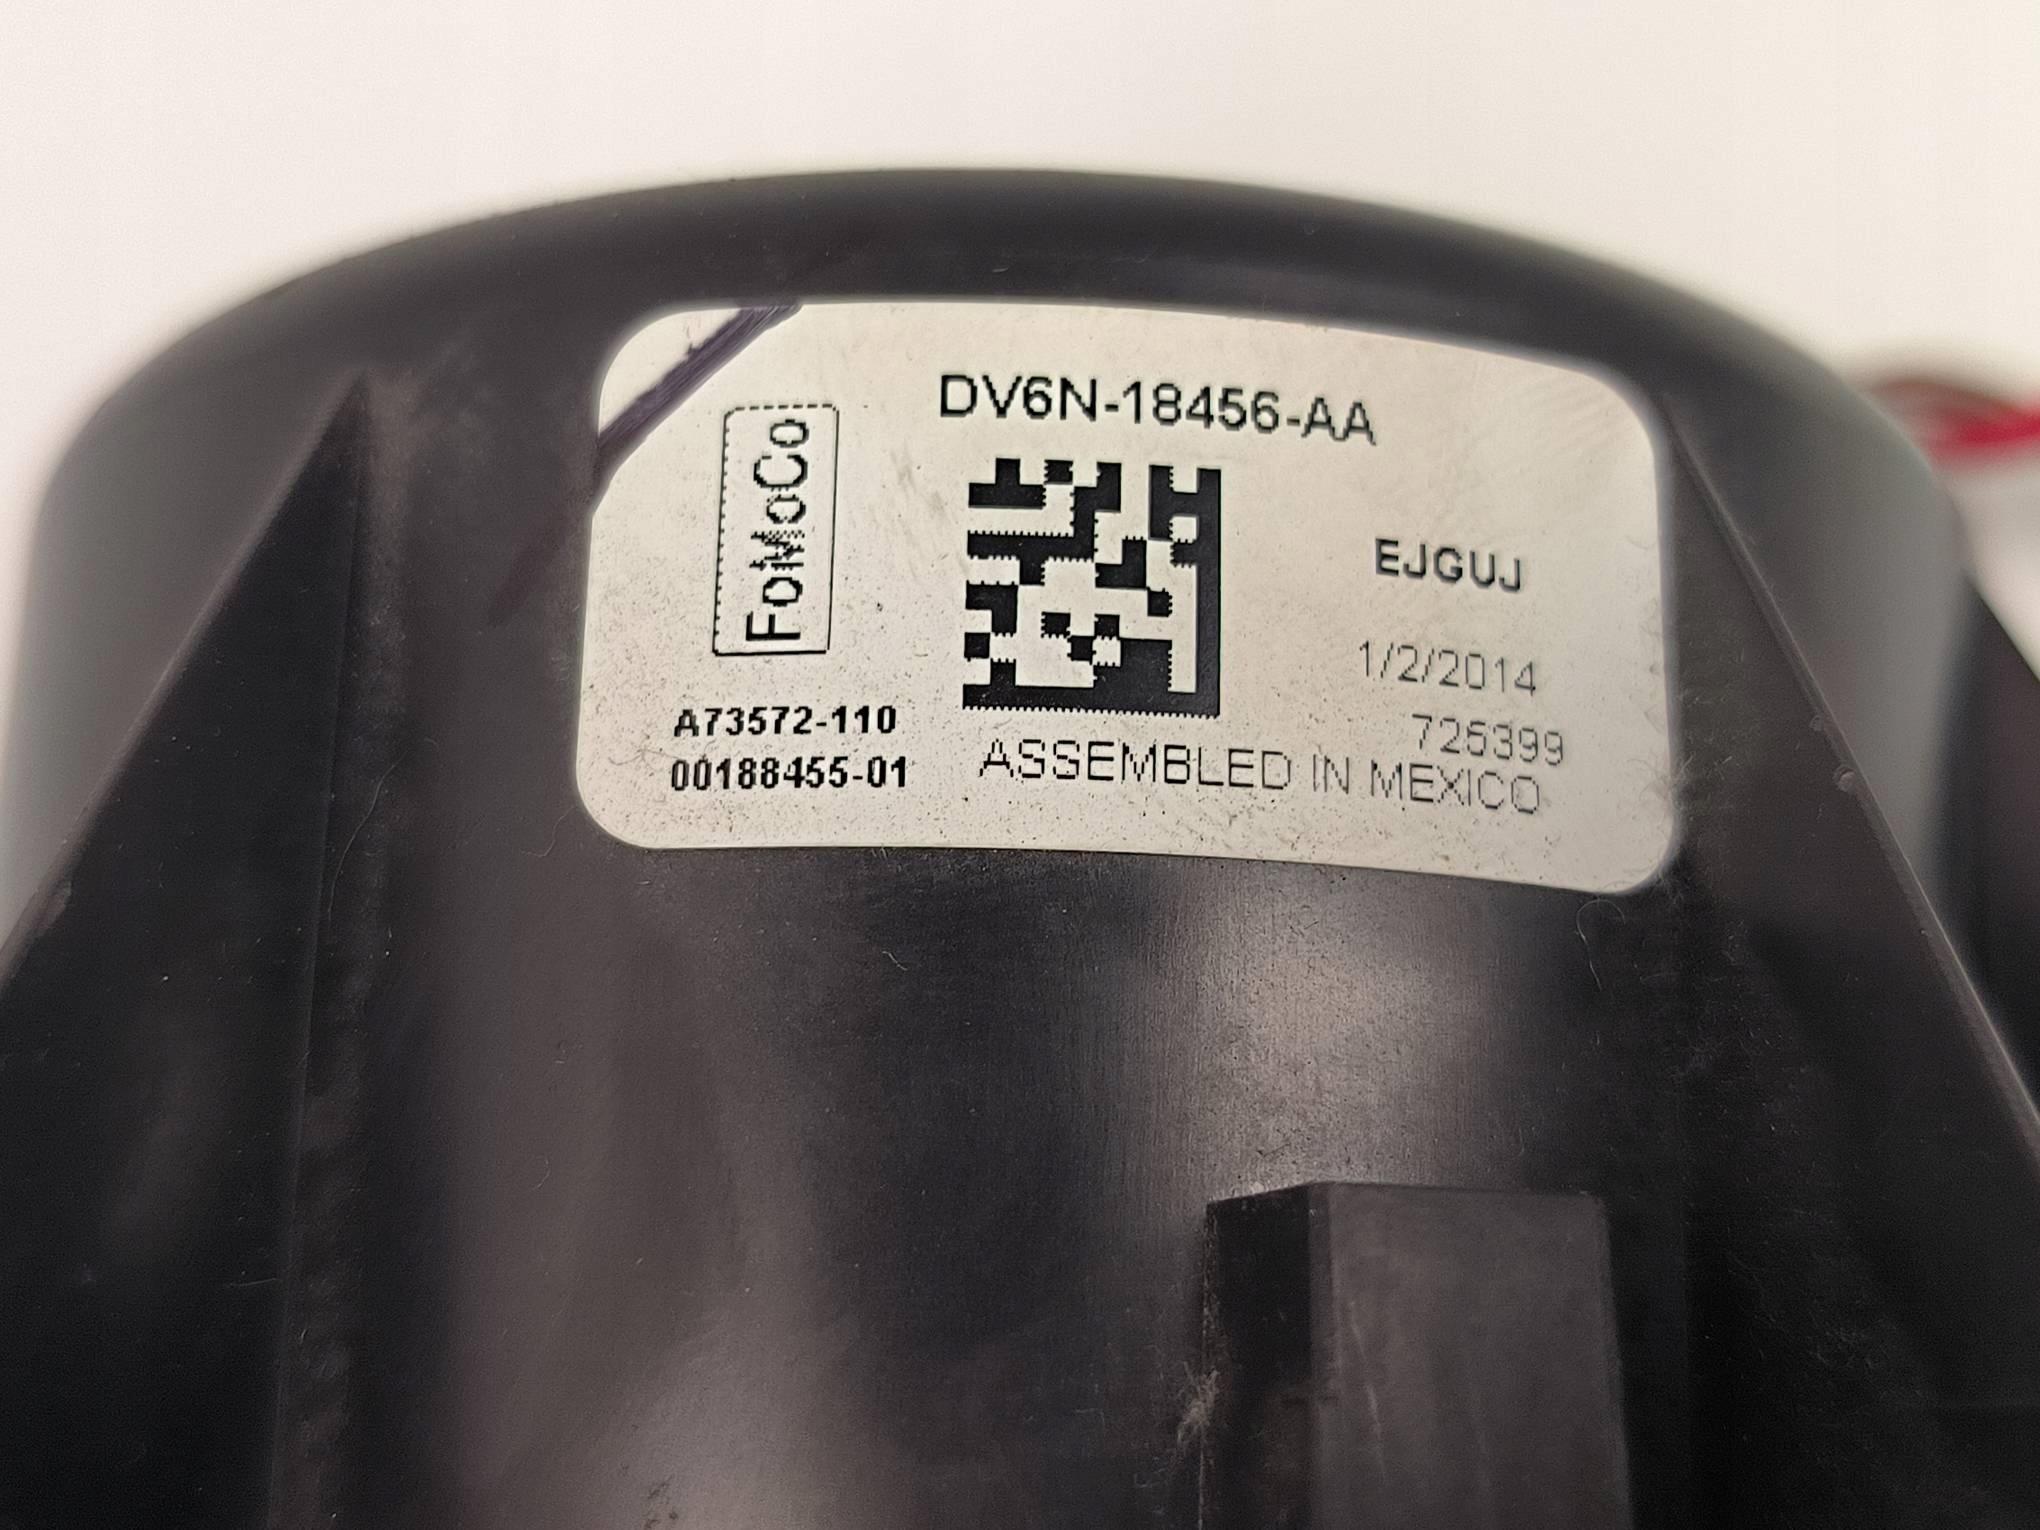 DV6N-18456-AA
FoMoCo
EJGUJ
1/2/2014
A73572-110
725399
00188455-01
ASSEMBLED IN MEXICO